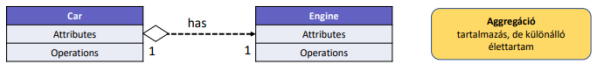 Car
Attributes
Operations
1
has
1
Engine
Attributes
Operations
Aggregáció
tartalmazás, de különálló
élettartam